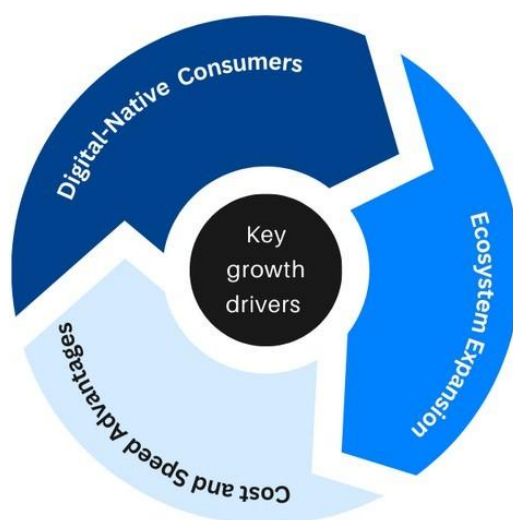 Digital-Native Consumers
Ecosystem Expansion
Cost and Speed Advantages
Key
growth
drivers